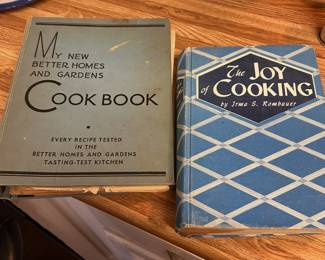 My New
Better Homes
and Gardens
Cook Book
Every Recipe Tested
in the
Better Homes and Gardens
Tasting-Test Kitchen
The Joy
of Cooking
by Irma S. Rombauer